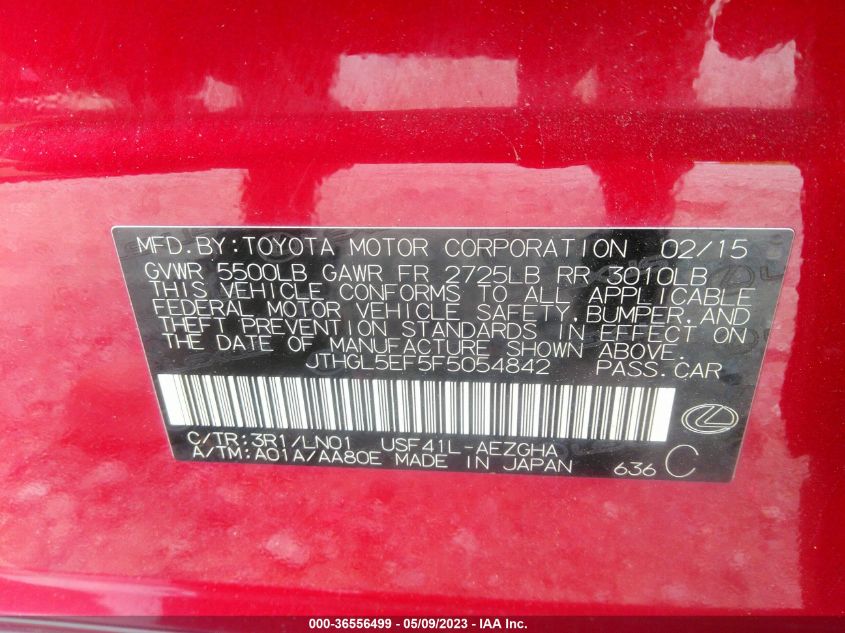 MFD.BY:TOYOTA MOTOR CORPORATION 02/15
GVWR 5500LB GAWR FR 2725LB RR 3010LB
THIS VEHICLE CONFORMS TO ALL APPLICABLE
FEDERAL MOTOR VEHICLE SAFETY, BUMPER, AND
THEFT PREVENTION STANDARDS IN EFFECT ON
THE DATE OF MANUFACTURE SHOWN ABOVE.
JTHGL5EF5F5054842 PASS.CAR
C/TR:3R1/LN01 USF41L-AEZGHA
A/TM:A01A/AA80E MADE IN JAPAN 636 C
000-36556499 - 05/09/2023 - IAA Inc.